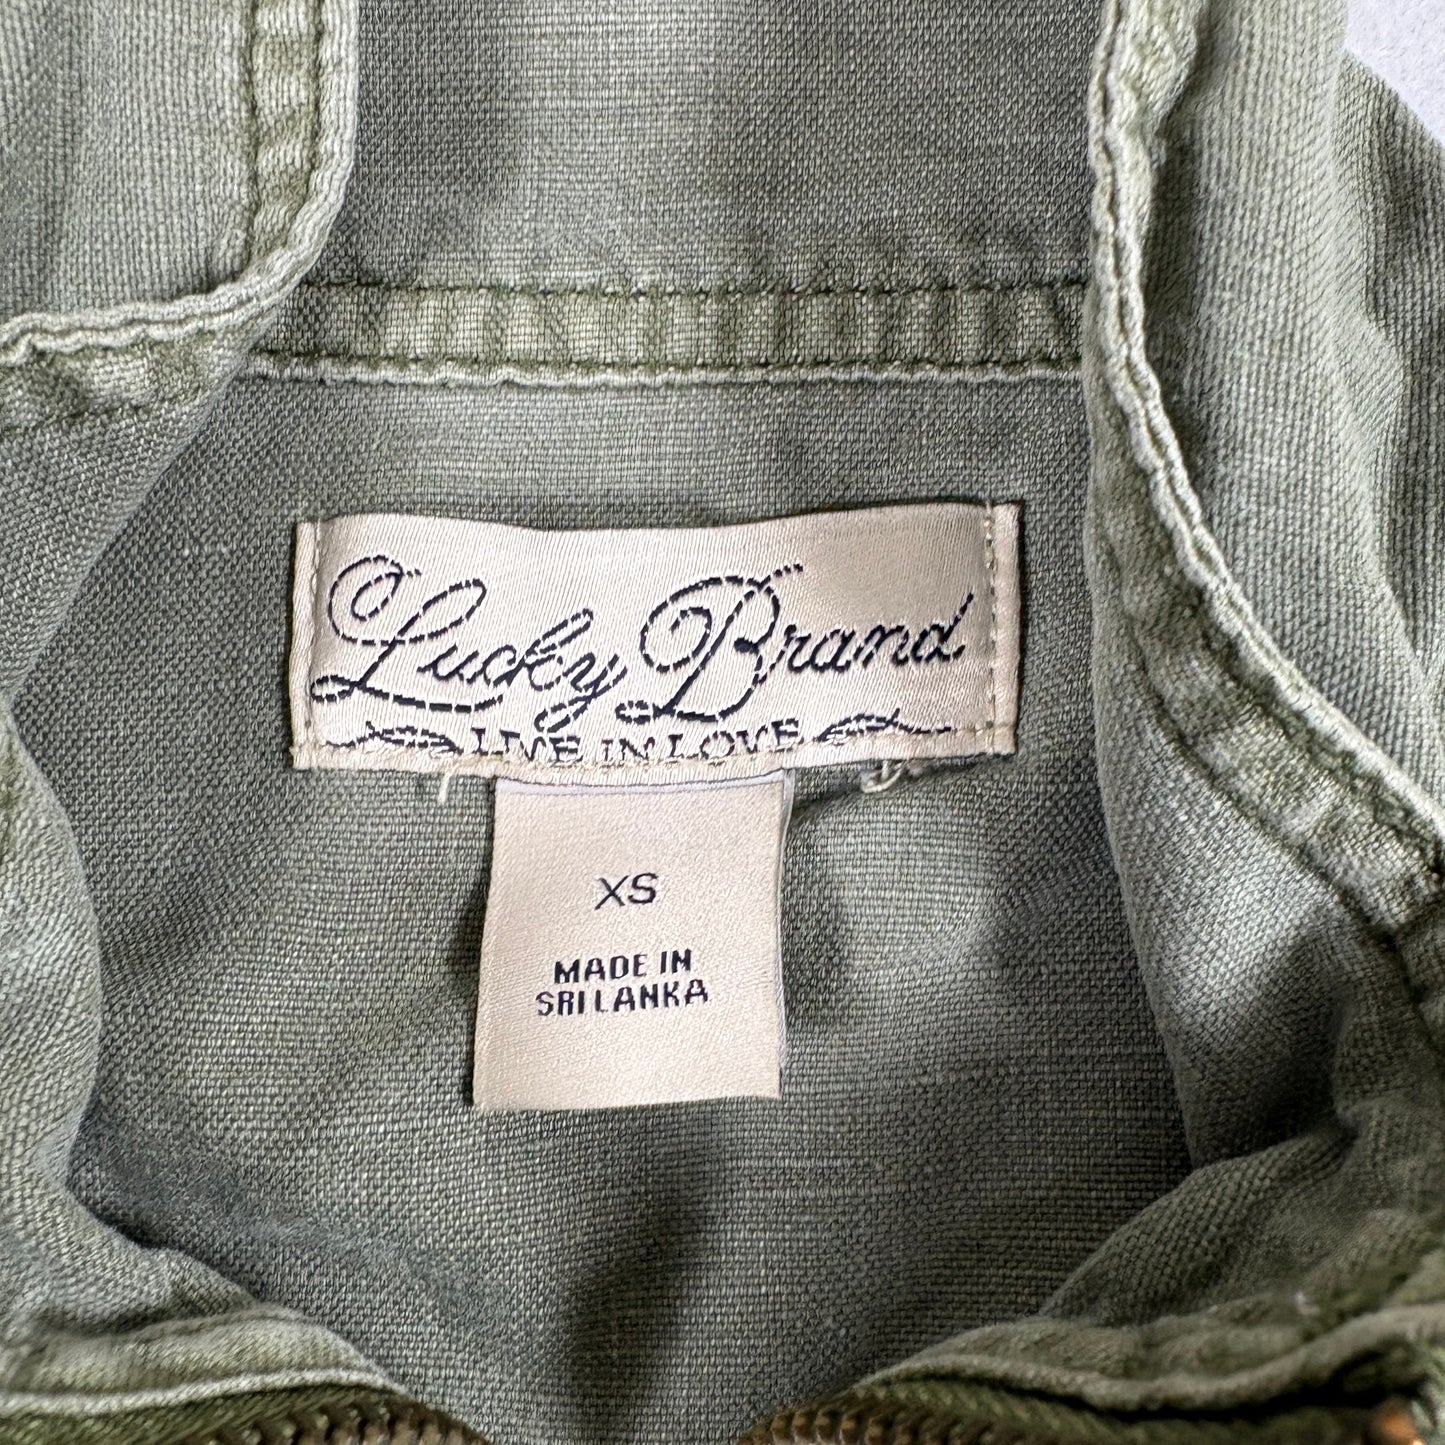 Lucky Brand
LIVE IN LOVE
XS
MADE IN
SRI LANKA